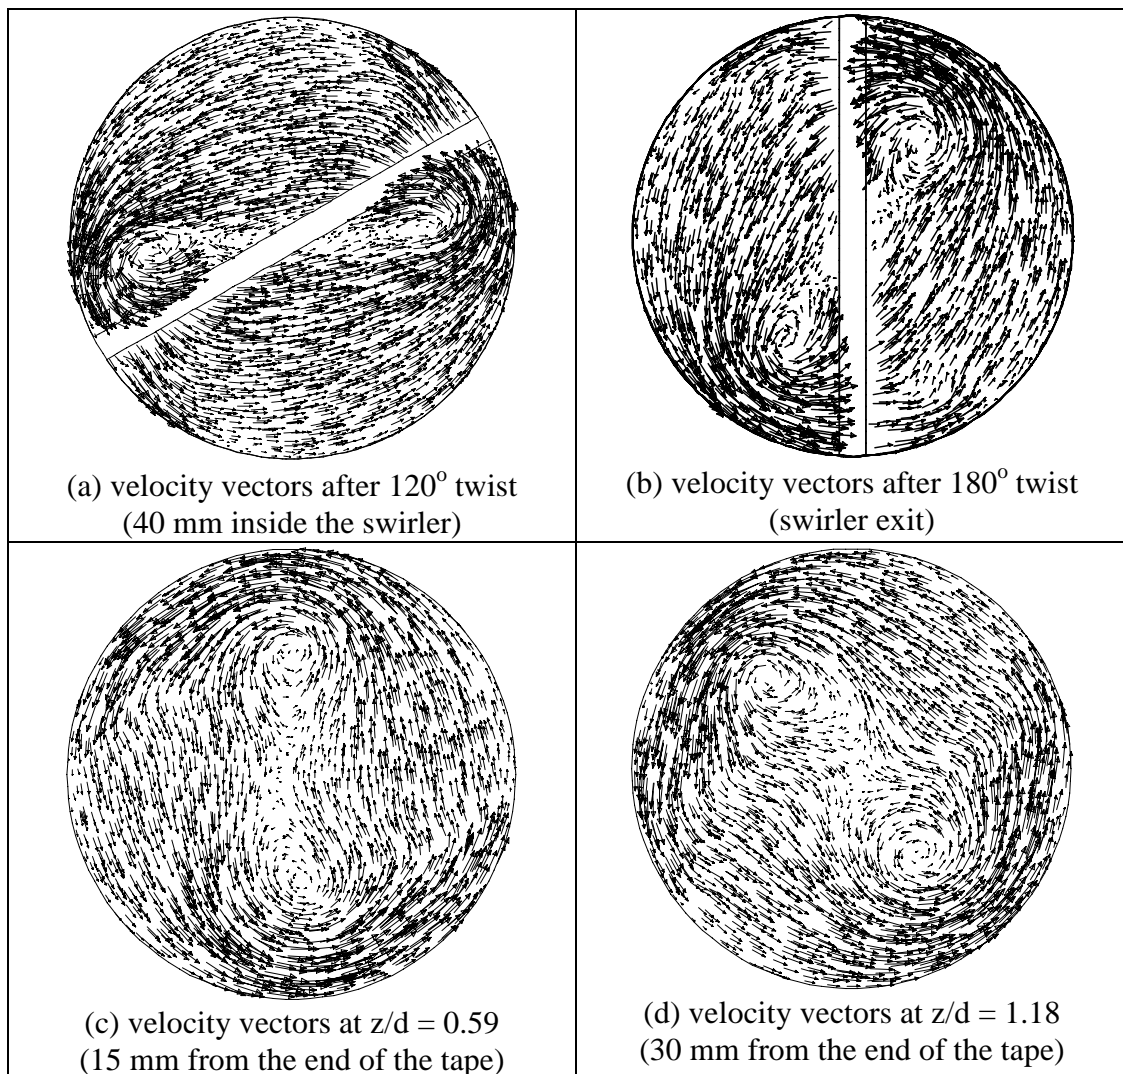 (a) velocity vectors after 120° twist
(40 mm inside the swirler)
(b) velocity vectors after 180° twist
(swirler exit)
(c) velocity vectors at z/d = 0.59
(15 mm from the end of the tape)
(d) velocity vectors at z/d = 1.18
(30 mm from the end of the tape)